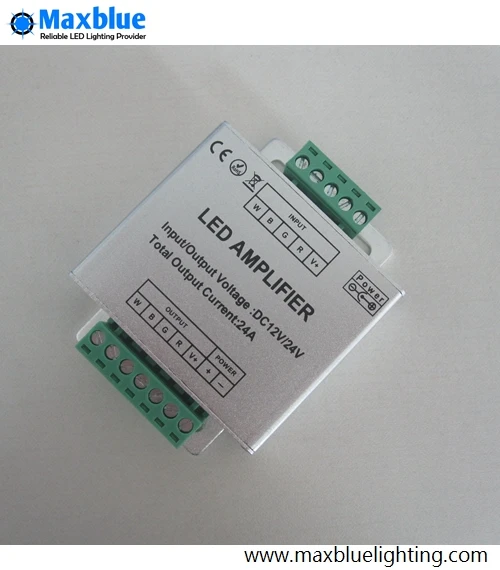 Maxblue
Reliable LED Lighting Provider
INPUT
W B G R V+
Power
LED AMPLIFIER
Input/Output Voltage :DC12V/24V
Total Output Current:24A
OUTPUT POWER
W B G R V+ + −
www.maxbluelighting.com